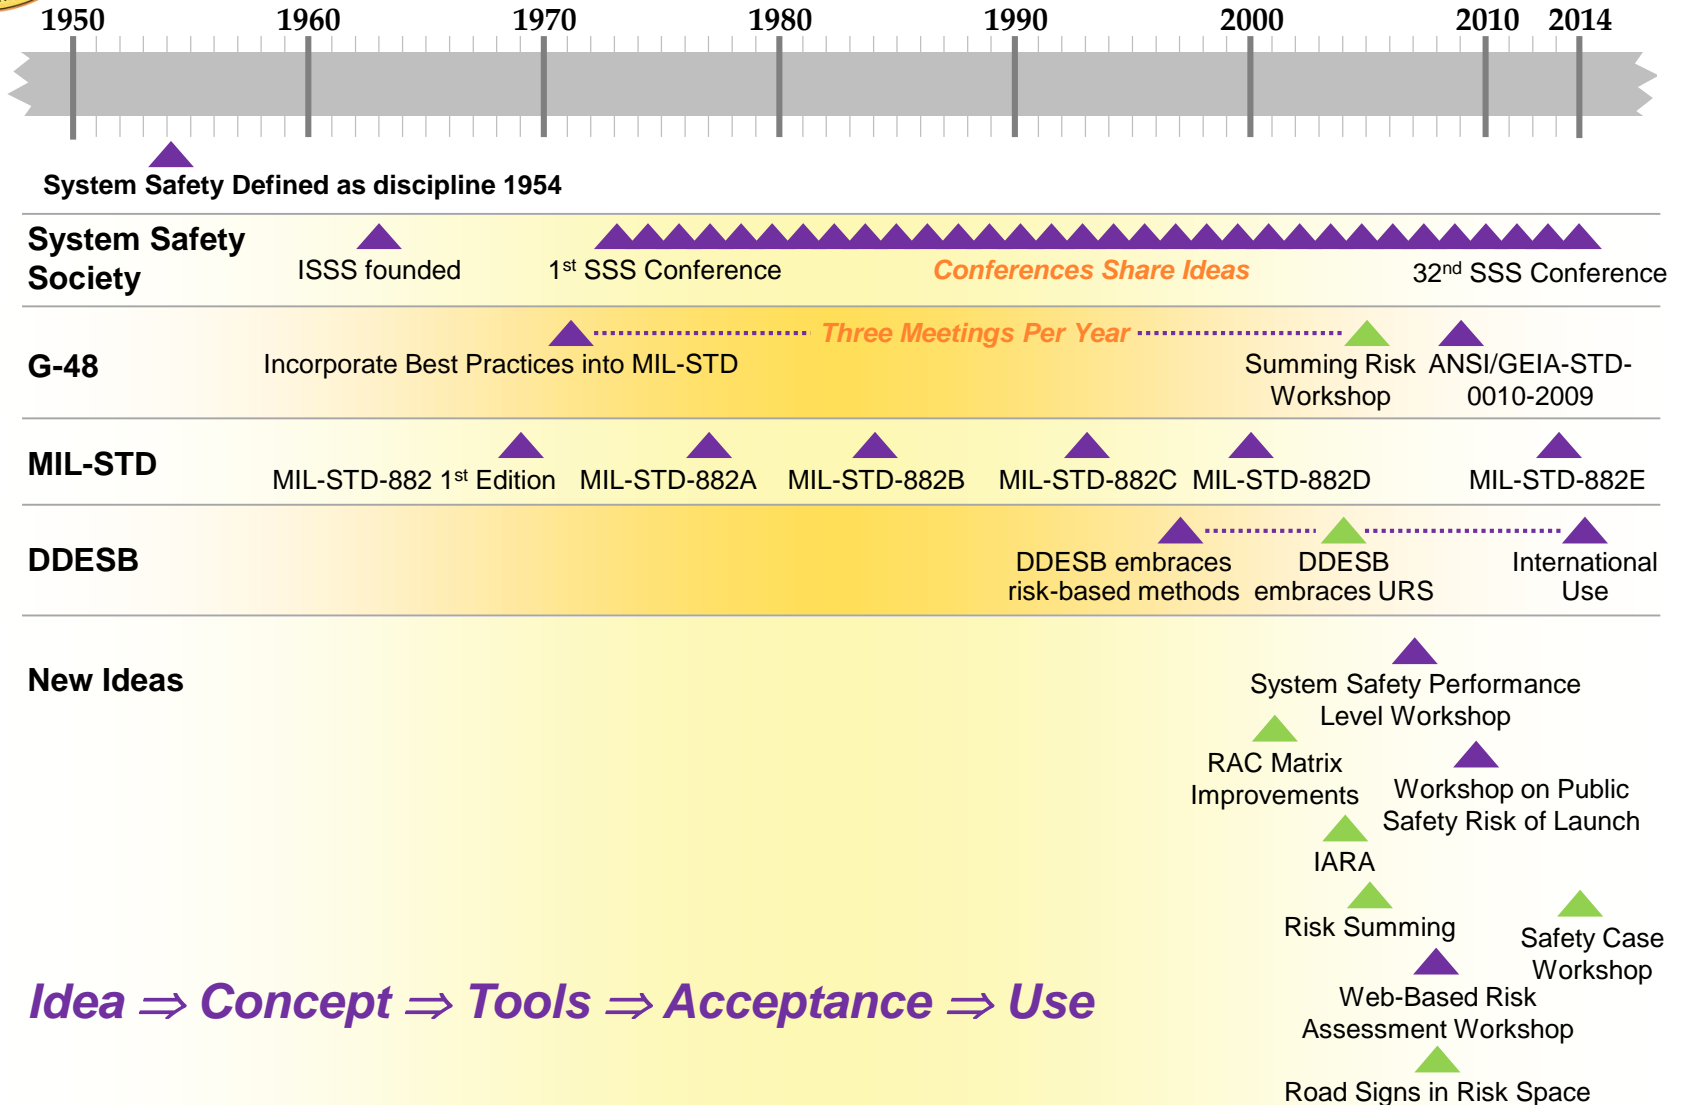 1950 1960 1970 1980 1990 2000 2010 2014
System Safety Defined as discipline 1954
System Safety
Society
ISSS founded
1st SSS Conference
Conferences Share Ideas
32nd SSS Conference
G-48
Three Meetings Per Year
Incorporate Best Practices into MIL-STD
Summing Risk
Workshop
ANSI/GEIA-STD-
0010-2009
MIL-STD
MIL-STD-882 1st Edition
MIL-STD-882A
MIL-STD-882B
MIL-STD-882C
MIL-STD-882D
MIL-STD-882E
DDESB
DDESB embraces
risk-based methods
DDESB
embraces URS
International
Use
New Ideas
System Safety Performance
Level Workshop
RAC Matrix
Improvements
Workshop on Public
Safety Risk of Launch
IARA
Risk Summing
Safety Case
Workshop
Web-Based Risk
Assessment Workshop
Road Signs in Risk Space
Idea ⇒ Concept ⇒ Tools ⇒ Acceptance ⇒ Use